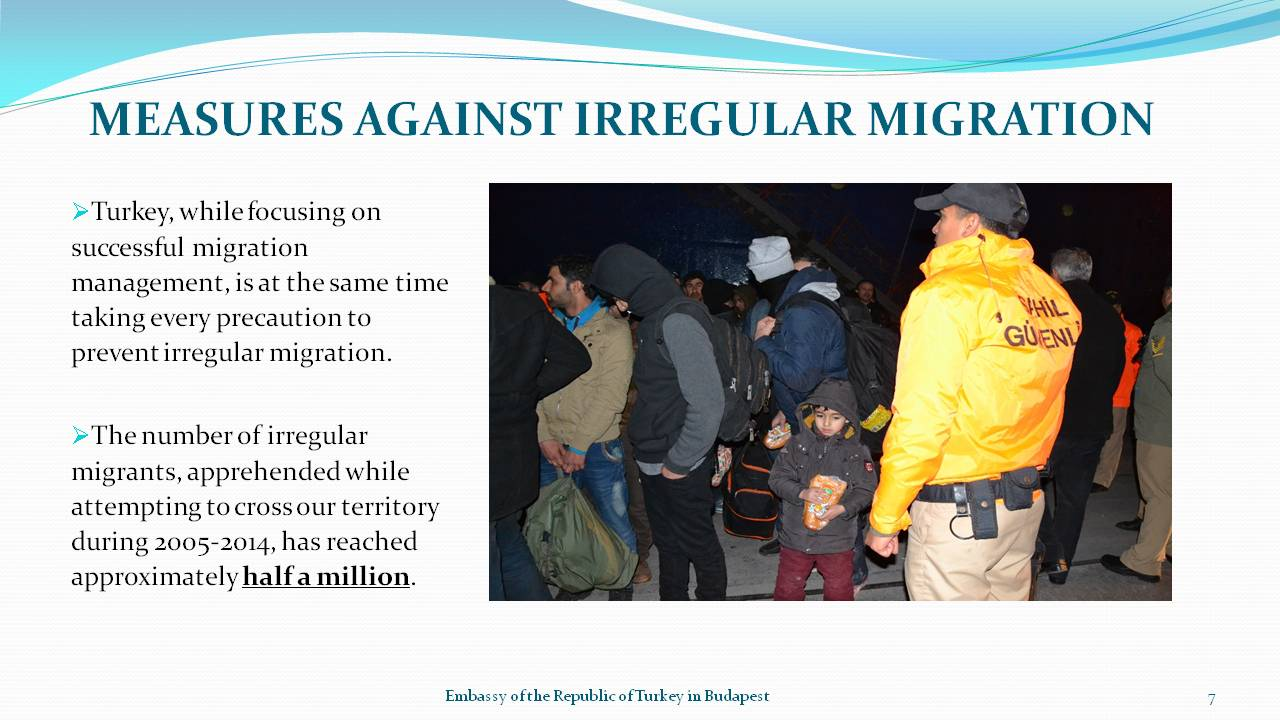 MEASURES AGAINST IRREGULAR MIGRATION
Turkey, while focusing on
successful migration
management, is at the same time
taking every precaution to
prevent irregular migration.
The number of irregular
migrants, apprehended while
attempting to cross our territory
during 2005-2014, has reached
approximately half a million.
Embassy of the Republic of Turkey in Budapest
7